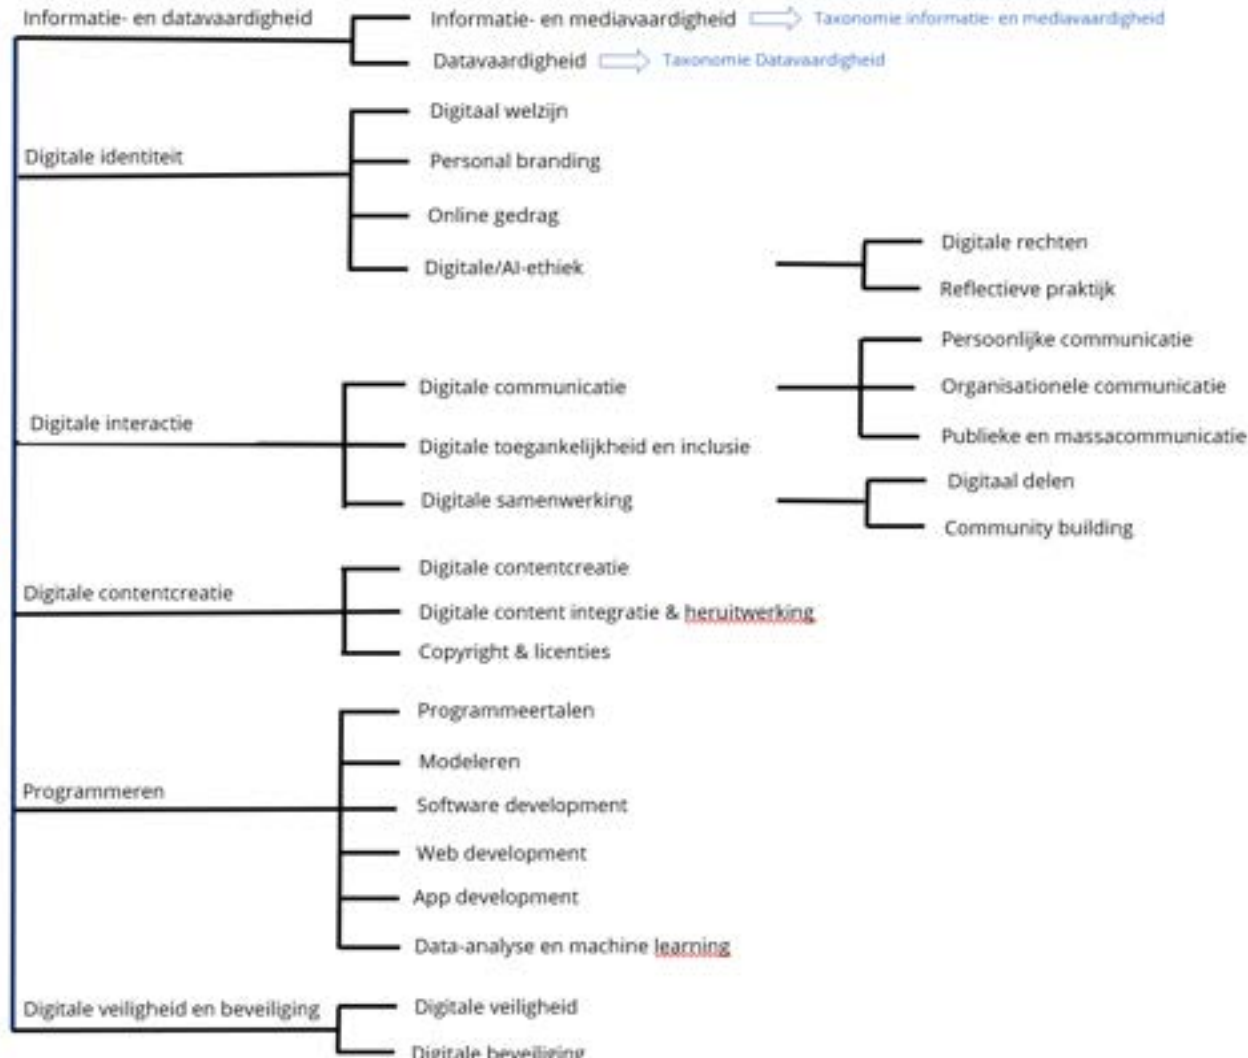 Informatie- en datavaardigheid
Informatie- en mediavaardigheid
Taxonomie informatie- en mediavaardigheid
Datavaardigheid
Taxonomie Datavaardigheid
Digitale identiteit
Digitaal welzijn
Personal branding
Online gedrag
Digitale/AI-ethiek
Digitale rechten
Reflectieve praktijk
Digitale interactie
Digitale communicatie
Persoonlijke communicatie
Organisationele communicatie
Publieke en massacommunicatie
Digitale toegankelijkheid en inclusie
Digitale samenwerking
Digitaal delen
Community building
Digitale contentcreatie
Digitale contentcreatie
Digitale content integratie & heruitwerking
Copyright & licenties
Programmeren
Programmeertalen
Modeleren
Software development
Web development
App development
Data-analyse en machine learning
Digitale veiligheid en beveiliging
Digitale veiligheid
Digitale beveiliging